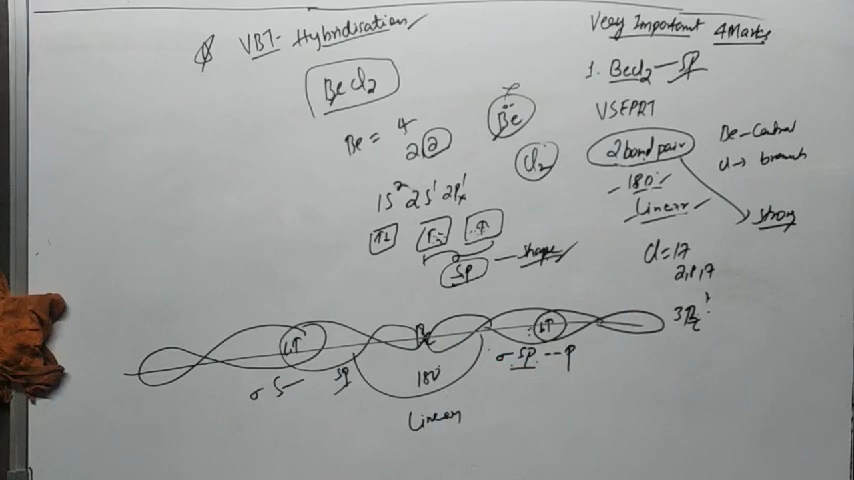 VBT- Hybridisation
BeCl2
Be = 4
2 2
1s² 2s¹ 2px¹
sp — shape
Be
Cl2
Very Important 4 Marks
1. BeCl2 — SP
VSEPRT
2 bond pair
- 180° -
Linear
Be - Central
Cl → branch
strong
Cl = 17
2,8,7
Be
σ S — SP
180°
σ SP -- P
Linear